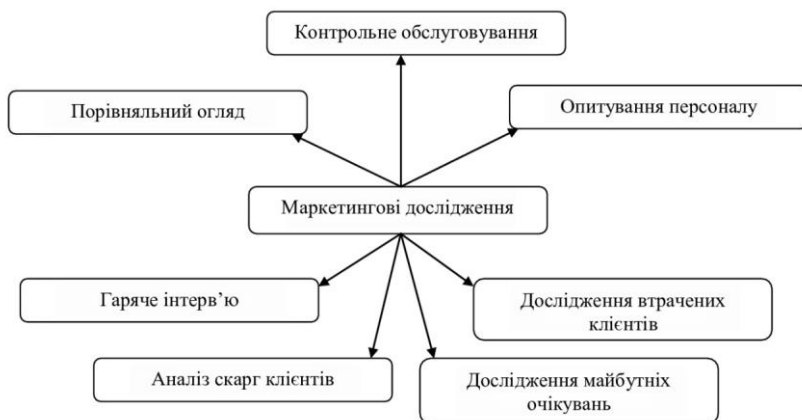 Контрольне обслуговування
Порівняльний огляд
Опитування персоналу
Маркетингові дослідження
Гаряче інтерв’ю
Дослідження втрачених
клієнтів
Аналіз скарг клієнтів
Дослідження майбутніх
очікувань